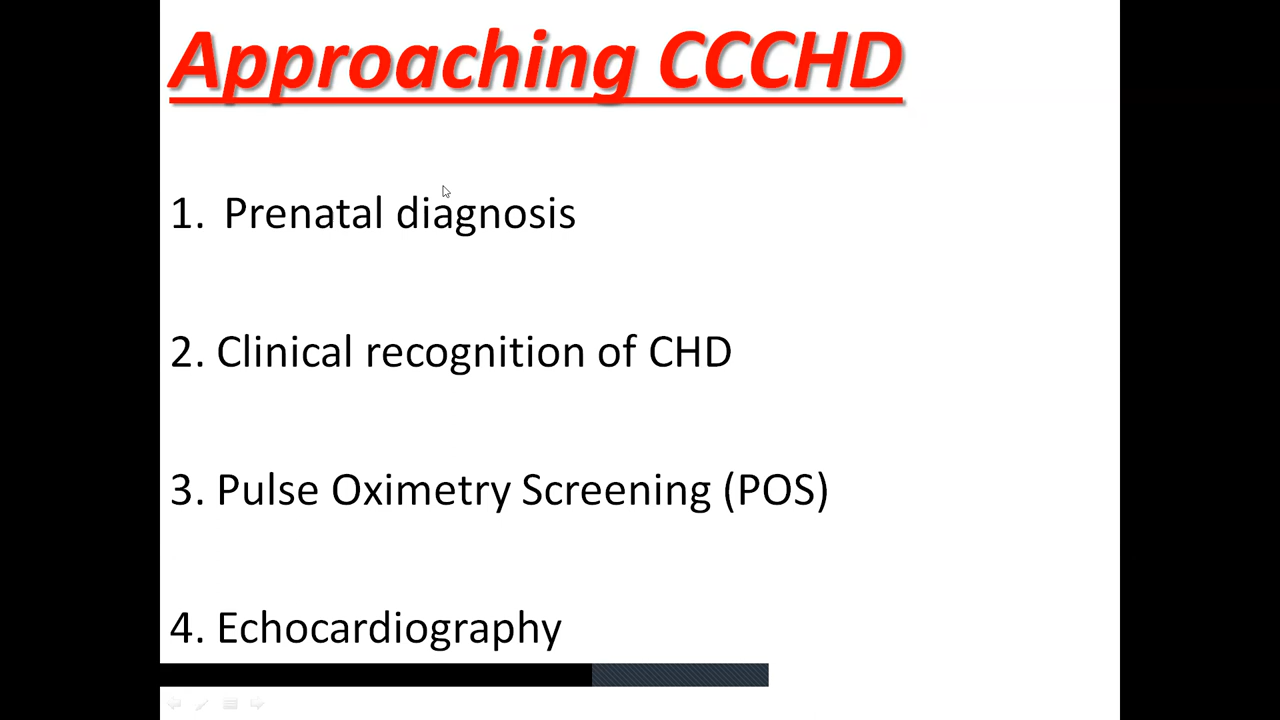 Approaching CCCHD
1. Prenatal diagnosis
2. Clinical recognition of CHD
3. Pulse Oximetry Screening (POS)
4. Echocardiography